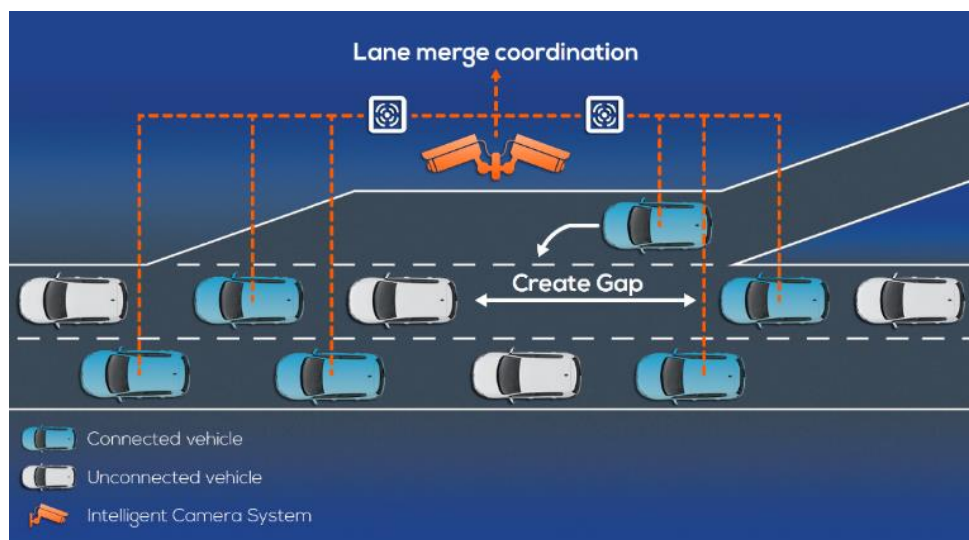 Lane merge coordination
Create Gap
Connected vehicle
Unconnected vehicle
Intelligent Camera System